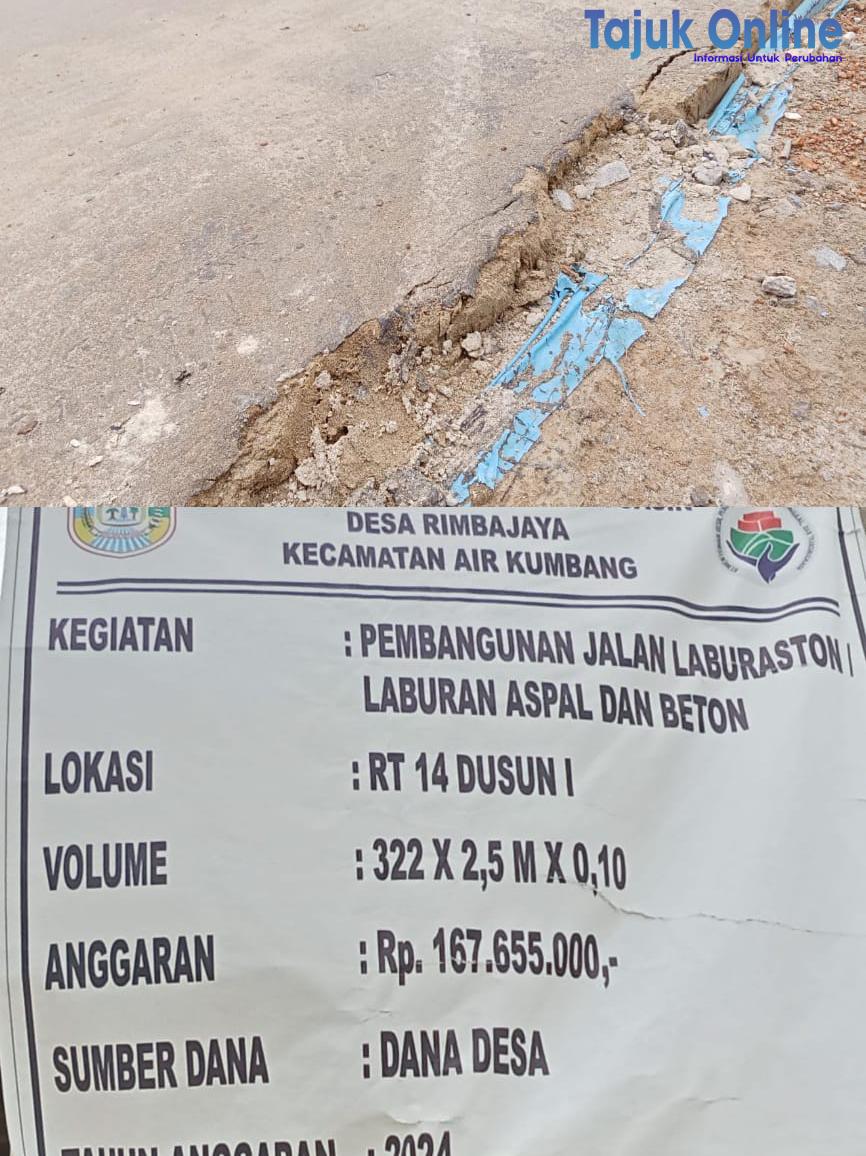 Tajuk Online
Informasi Untuk Perubahan
DESA RIMBAJAYA
KECAMATAN AIR KUMBANG
KEGIATAN : PEMBANGUNAN JALAN LABURASTON /
LABURAN ASPAL DAN BETON
LOKASI : RT 14 DUSUN I
VOLUME : 322 X 2,5 M X 0,10
ANGGARAN : Rp. 167.655.000,-
SUMBER DANA : DANA DESA
TAHUN ANGGARAN : 2024